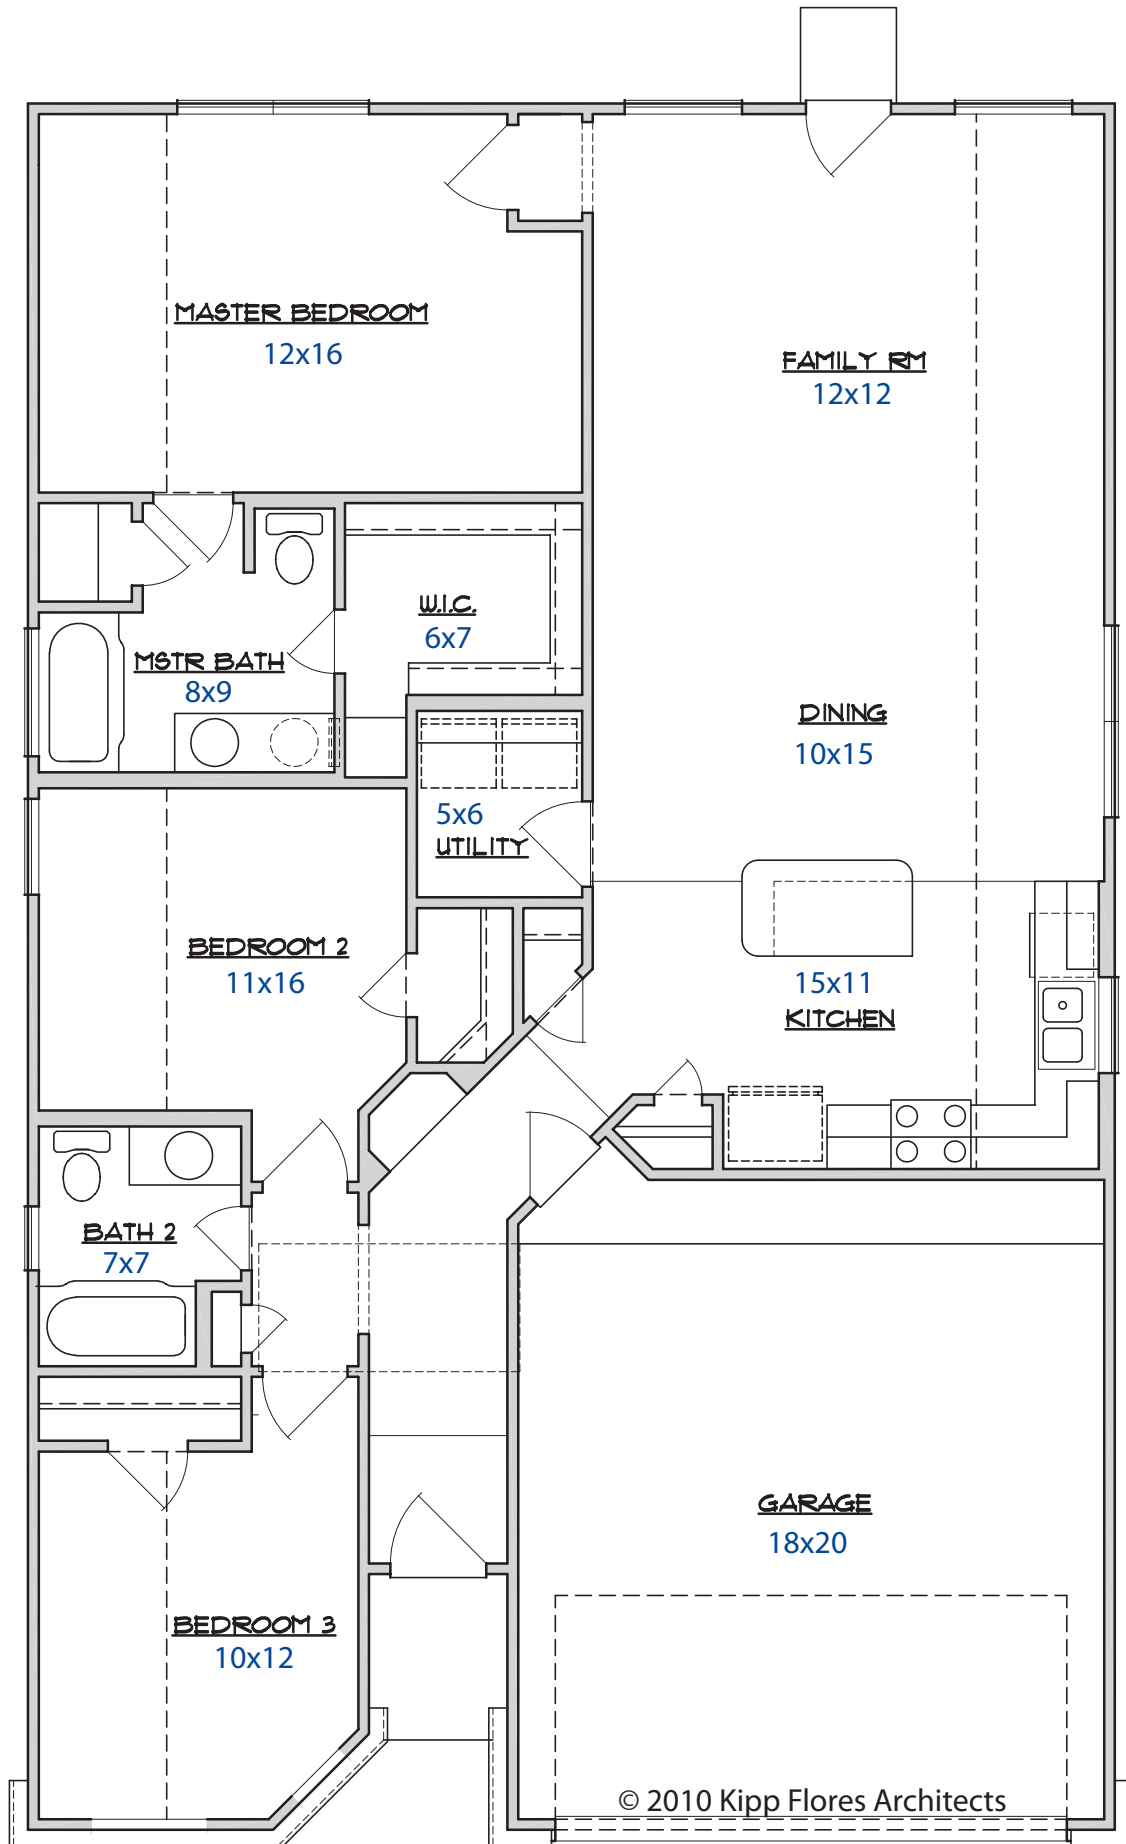 MASTER BEDROOM
12x16
FAMILY RM
12x12
W.I.C.
6x7
MSTR BATH
8x9
DINING
10x15
5x6
UTILITY
BEDROOM 2
11x16
15x11
KITCHEN
BATH 2
7x7
GARAGE
18x20
BEDROOM 3
10x12
© 2010 Kipp Flores Architects